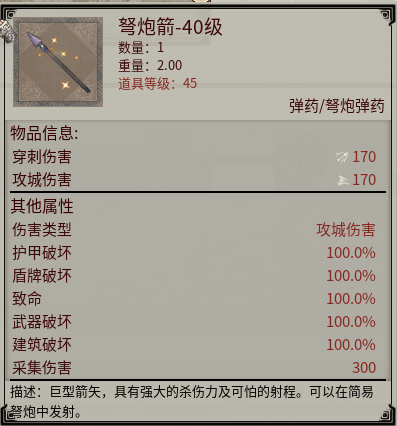 弩炮箭-40级
数量：1
重量：2.00
道具等级：45
弹药/弩炮弹药
物品信息:
穿刺伤害 170
攻城伤害 170
其他属性
伤害类型 攻城伤害
护甲破坏 100.0%
盾牌破坏 100.0%
致命 100.0%
武器破坏 100.0%
建筑破坏 100.0%
采集伤害 300
描述：巨型箭矢，具有强大的杀伤力及可怕的射程。可以在简易
弩炮中发射。